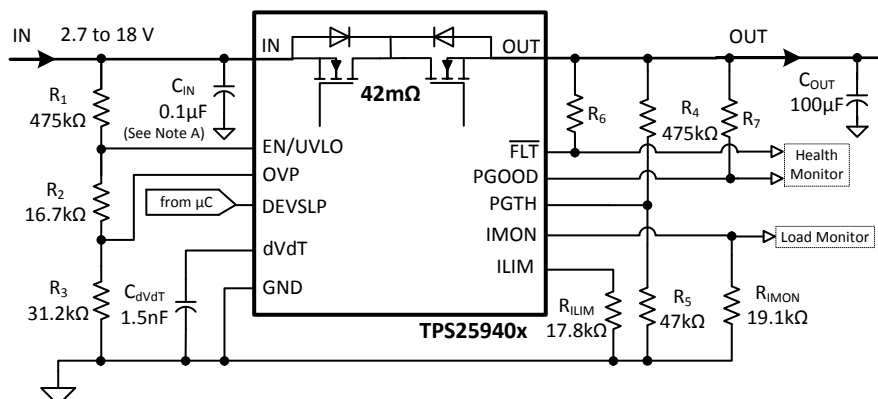 IN 2.7 to 18 V
IN
OUT
OUT
R1
475kΩ
CIN
0.1µF
(See Note A)
42mΩ
R6
R4
475kΩ
R7
COUT
100µF
EN/UVLO
FLT
Health
Monitor
R2
16.7kΩ
OVP
PGOOD
from µC
DEVSLP
PGTH
dVdT
IMON
Load Monitor
ILIM
R3
31.2kΩ
CdVdT
1.5nF
GND
RILIM
17.8kΩ
R5
47kΩ
RIMON
19.1kΩ
TPS25940x